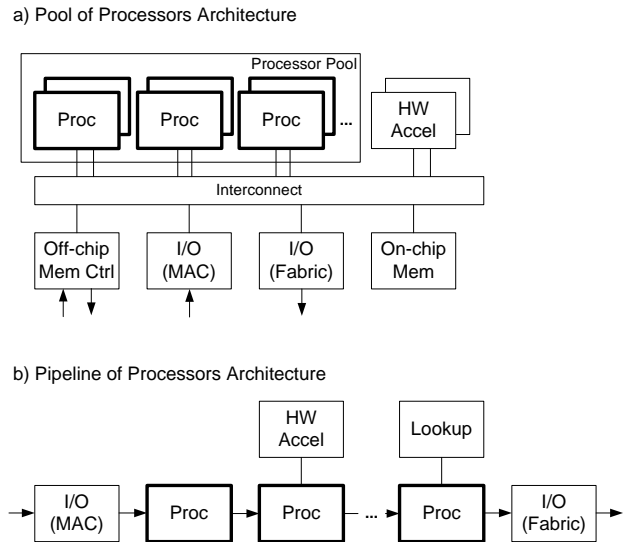 a) Pool of Processors Architecture
Processor Pool
Proc
Proc
Proc
...
HW
Accel
Interconnect
Off-chip
Mem Ctrl
I/O
(MAC)
I/O
(Fabric)
On-chip
Mem
b) Pipeline of Processors Architecture
HW
Accel
Lookup
I/O
(MAC)
Proc
Proc
...
Proc
I/O
(Fabric)